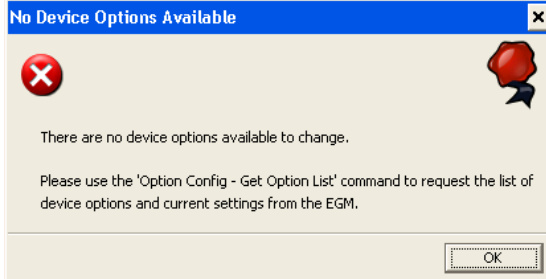 No Device Options Available
There are no device options available to change.
Please use the 'Option Config - Get Option List' command to request the list of
device options and current settings from the EGM.
OK